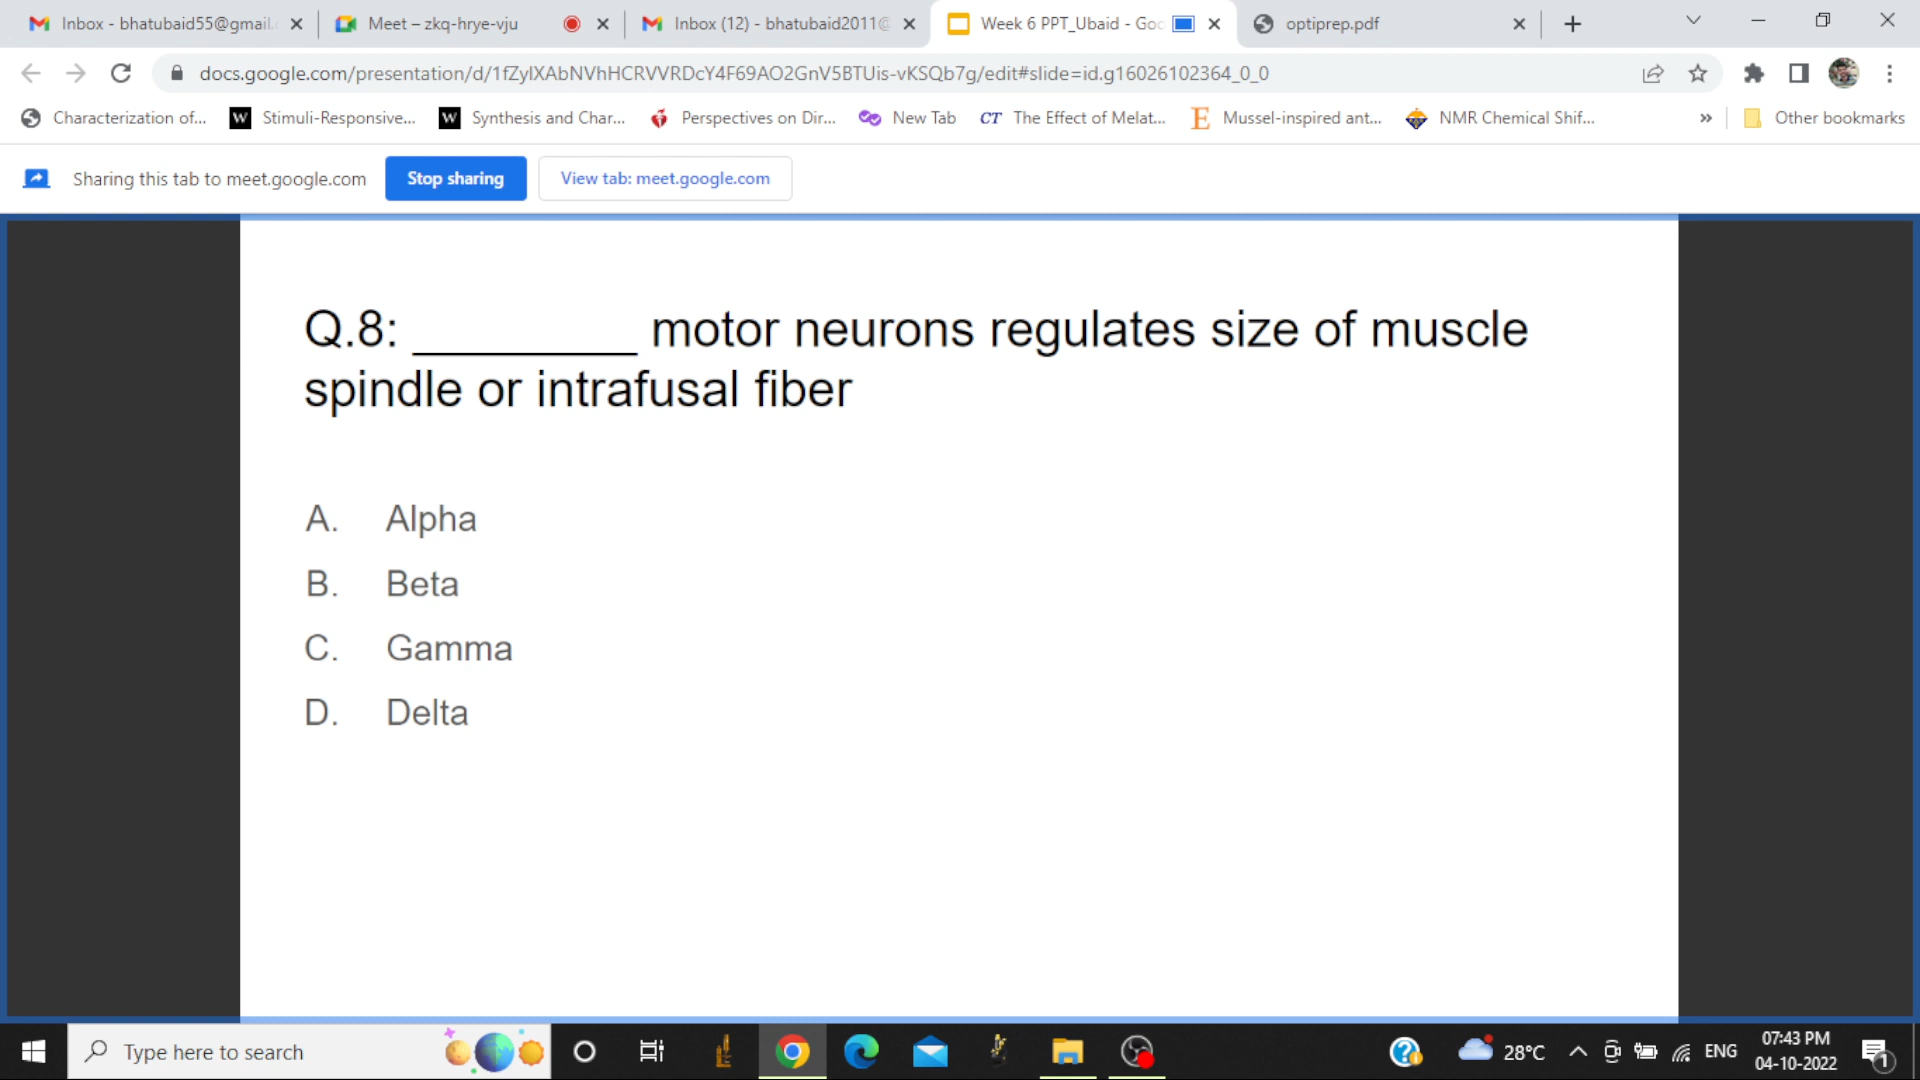 Inbox - bhatubaid55@gmail.
Meet – zkq-hrye-vju
Inbox (12) - bhatubaid2011@
Week 6 PPT_Ubaid - Goo
optiprep.pdf
docs.google.com/presentation/d/1fZylXAbNVhHCRVVRDcY4F69AO2GnV5BTUis-vKSQb7g/edit#slide=id.g16026102364_0_0
Characterization of...
W Stimuli-Responsive...
W Synthesis and Char...
Perspectives on Dir...
New Tab
CT The Effect of Melat...
E Mussel-inspired ant...
NMR Chemical Shif...
»
Other bookmarks
Sharing this tab to meet.google.com
Stop sharing
View tab: meet.google.com
Q.8: ________ motor neurons regulates size of muscle
spindle or intrafusal fiber
A. Alpha
B. Beta
C. Gamma
D. Delta
Type here to search
28°C
ENG
07:43 PM
04-10-2022
1